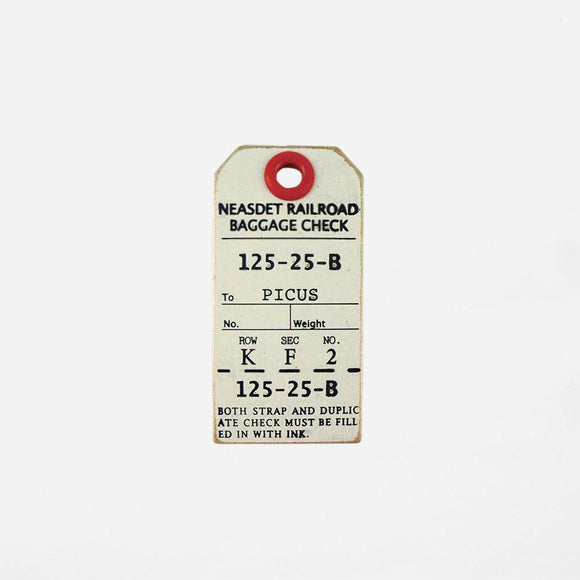 NEASDET RAILROAD
BAGGAGE CHECK
125-25-B
To PICUS
No. Weight
ROW SEC NO.
K F 2
125-25-B
BOTH STRAP AND DUPLIC
ATE CHECK MUST BE FILL
ED IN WITH INK.